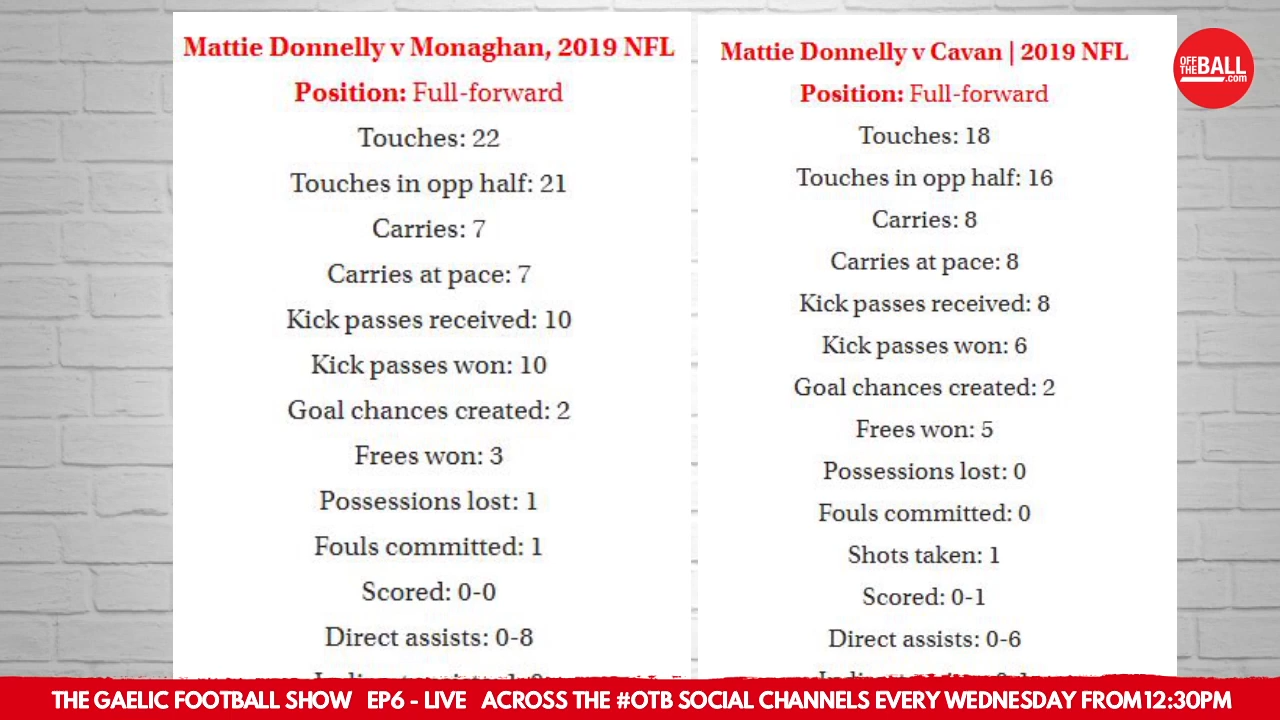 Mattie Donnelly v Monaghan, 2019 NFL
Position: Full-forward
Touches: 22
Touches in opp half: 21
Carries: 7
Carries at pace: 7
Kick passes received: 10
Kick passes won: 10
Goal chances created: 2
Frees won: 3
Possessions lost: 1
Fouls committed: 1
Scored: 0-0
Direct assists: 0-8
Mattie Donnelly v Cavan | 2019 NFL
Position: Full-forward
Touches: 18
Touches in opp half: 16
Carries: 8
Carries at pace: 8
Kick passes received: 8
Kick passes won: 6
Goal chances created: 2
Frees won: 5
Possessions lost: 0
Fouls committed: 0
Shots taken: 1
Scored: 0-1
Direct assists: 0-6
OFF
THE BALL
.com
THE GAELIC FOOTBALL SHOW EP6 - LIVE ACROSS THE #OTB SOCIAL CHANNELS EVERY WEDNESDAY FROM 12:30PM